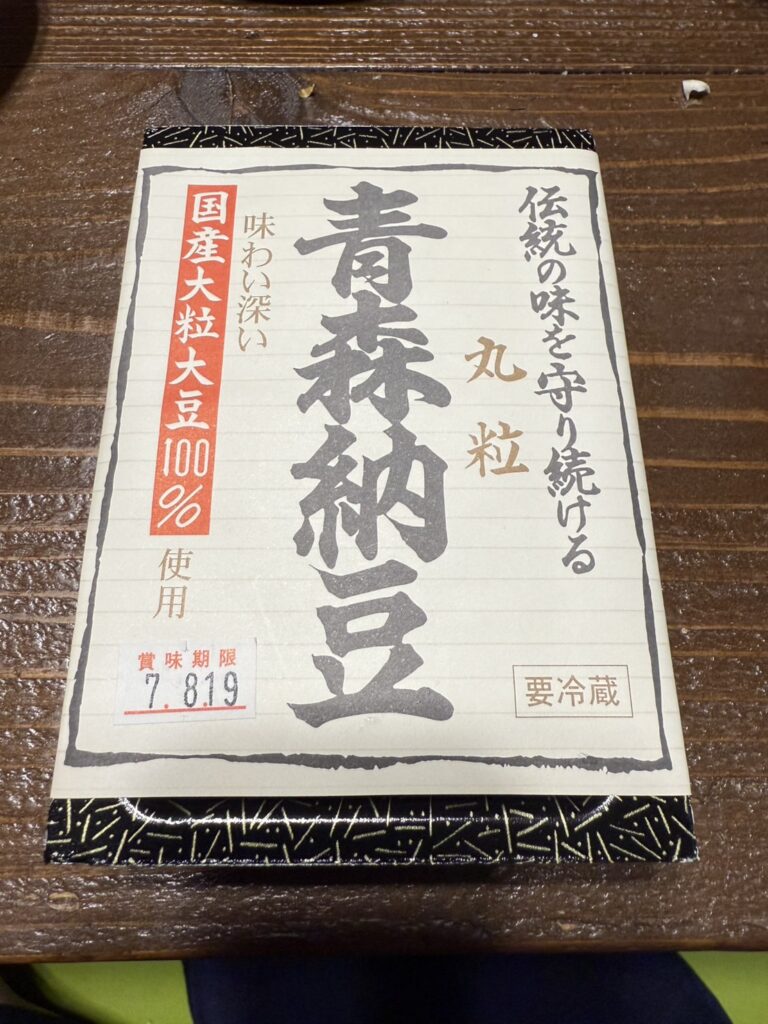 伝統の味を守り続ける
丸粒
青森納豆
味わい深い
国産大粒大豆100%
使用
賞味期限
7. 8.19
要冷蔵